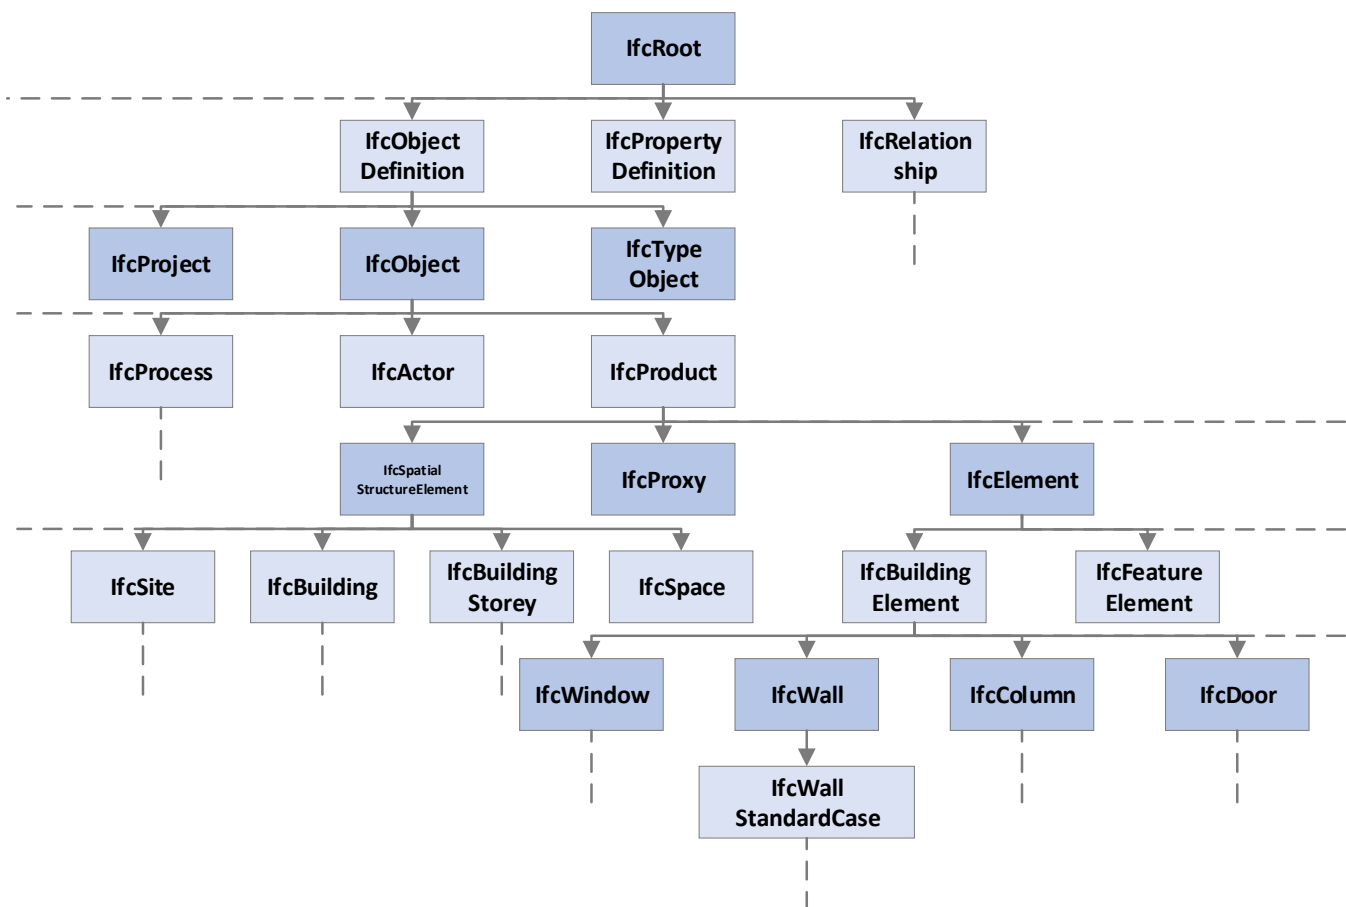 IfcRoot
IfcObject
Definition
IfcProperty
Definition
IfcRelation
ship
IfcProject
IfcObject
IfcType
Object
IfcProcess
IfcActor
IfcProduct
IfcSpatial
StructureElement
IfcProxy
IfcElement
IfcSite
IfcBuilding
IfcBuilding
Storey
IfcSpace
IfcBuilding
Element
IfcFeature
Element
IfcWindow
IfcWall
IfcColumn
IfcDoor
IfcWall
StandardCase